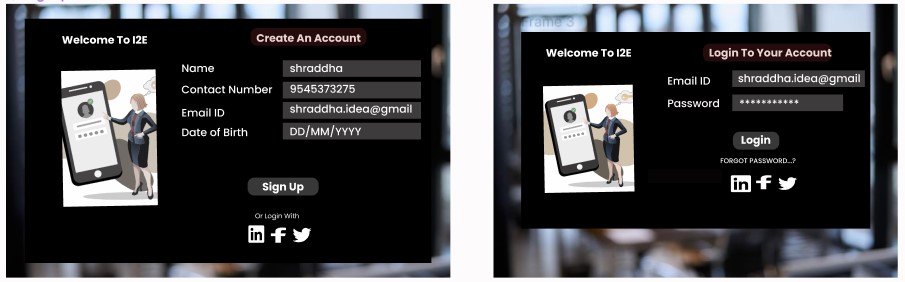 Welcome To I2E
Create An Account
Name
shraddha
Contact Number
9545373275
Email ID
shraddha.idea@gmail
Date of Birth
DD/MM/YYYY
Sign Up
Or Login With
in
f
Frame 3
Welcome To I2E
Login To Your Account
Email ID
shraddha.idea@gmail
Password
***********
Login
FORGOT PASSWORD...?
in
f